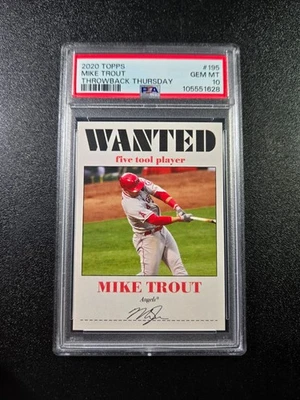 2020 TOPPS #195
MIKE TROUT GEM MT
THROWBACK THURSDAY PSA 10
105551628
WANTED
five tool player
MIKE TROUT
Angels®